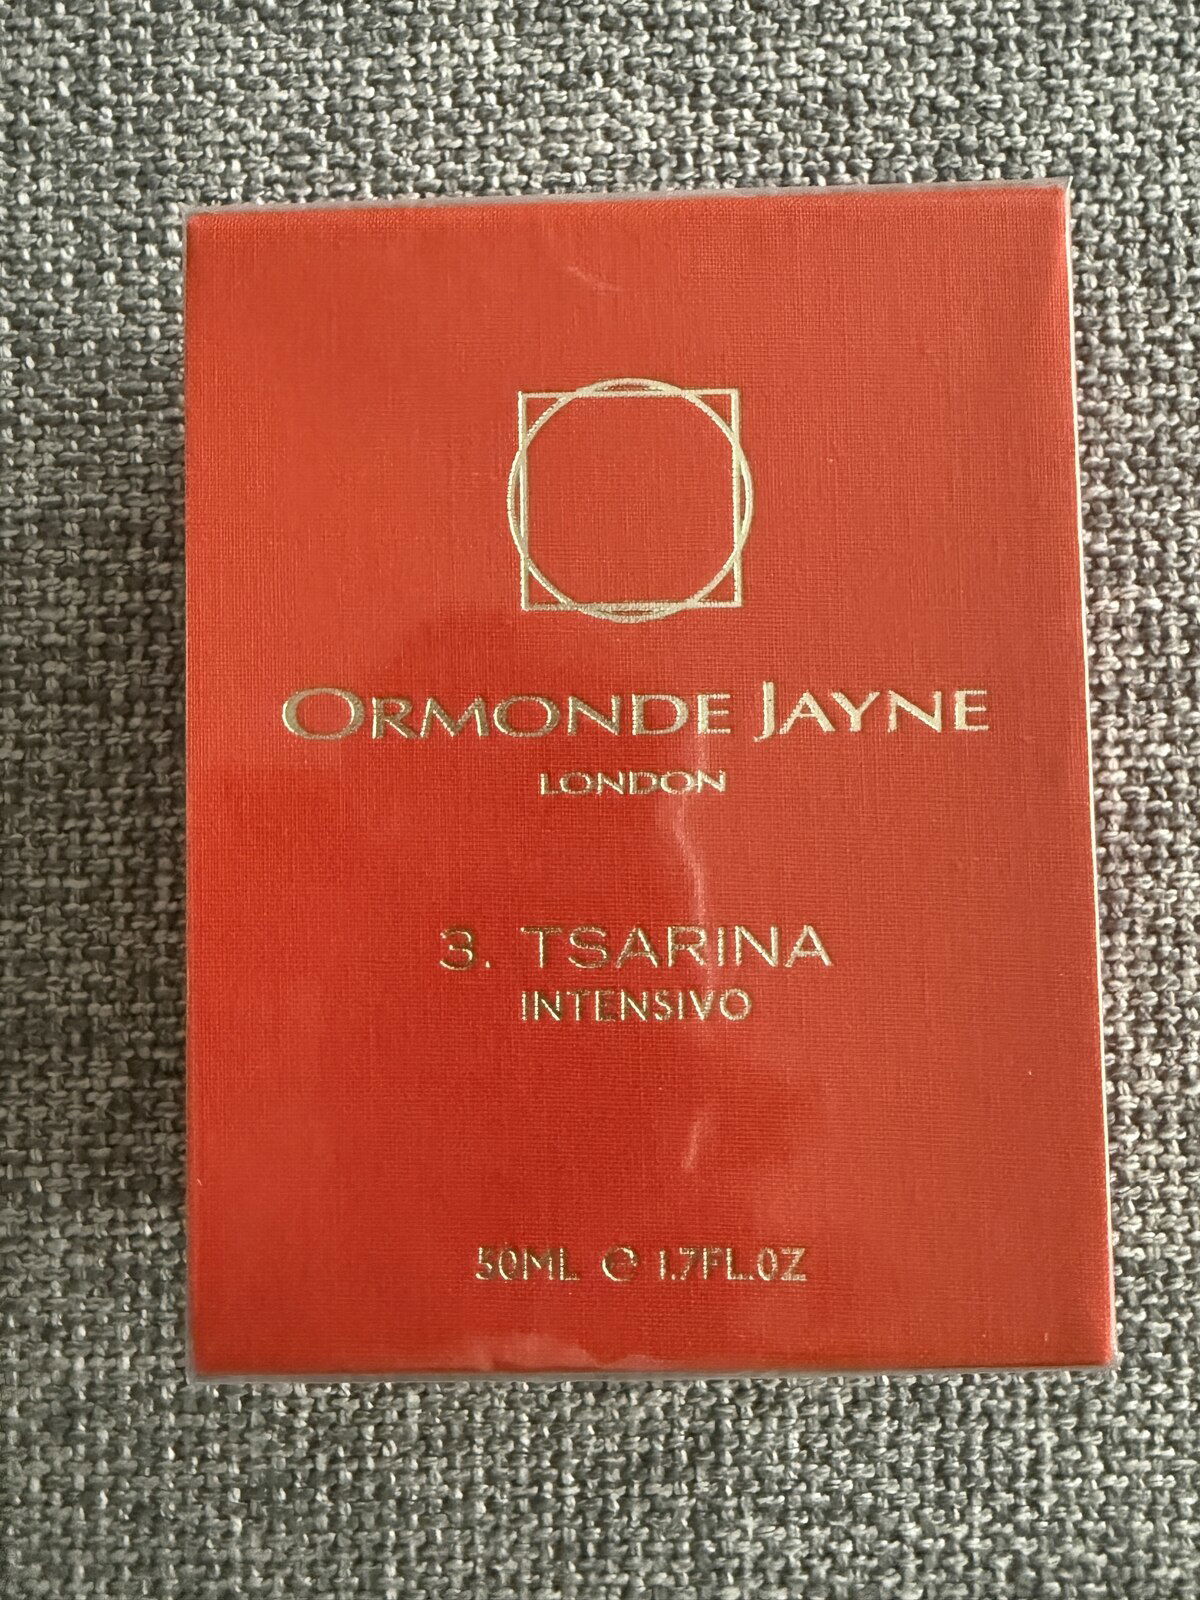 ORMONDE JAYNE
LONDON
3. TSARINA
INTENSIVO
50ML ℮ 1.7FL.OZ